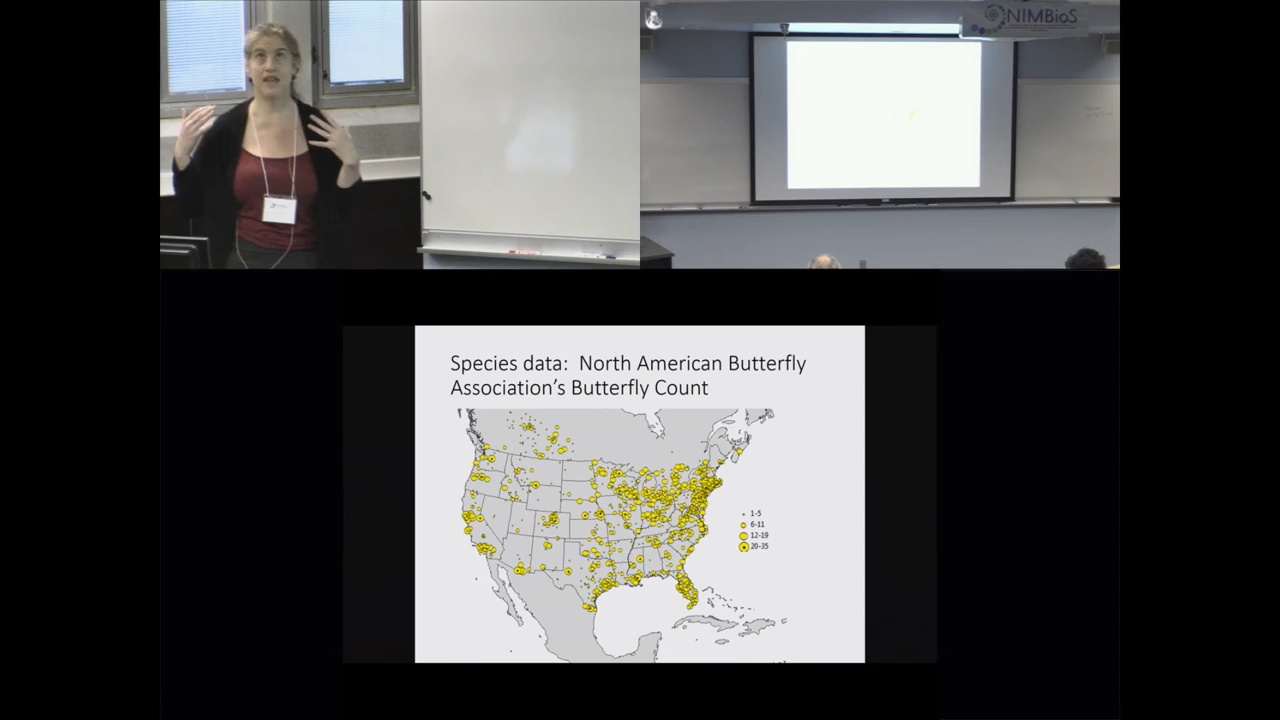 NIMBioS
Species data: North American Butterfly
Association's Butterfly Count
1-5
6-11
12-19
20-35